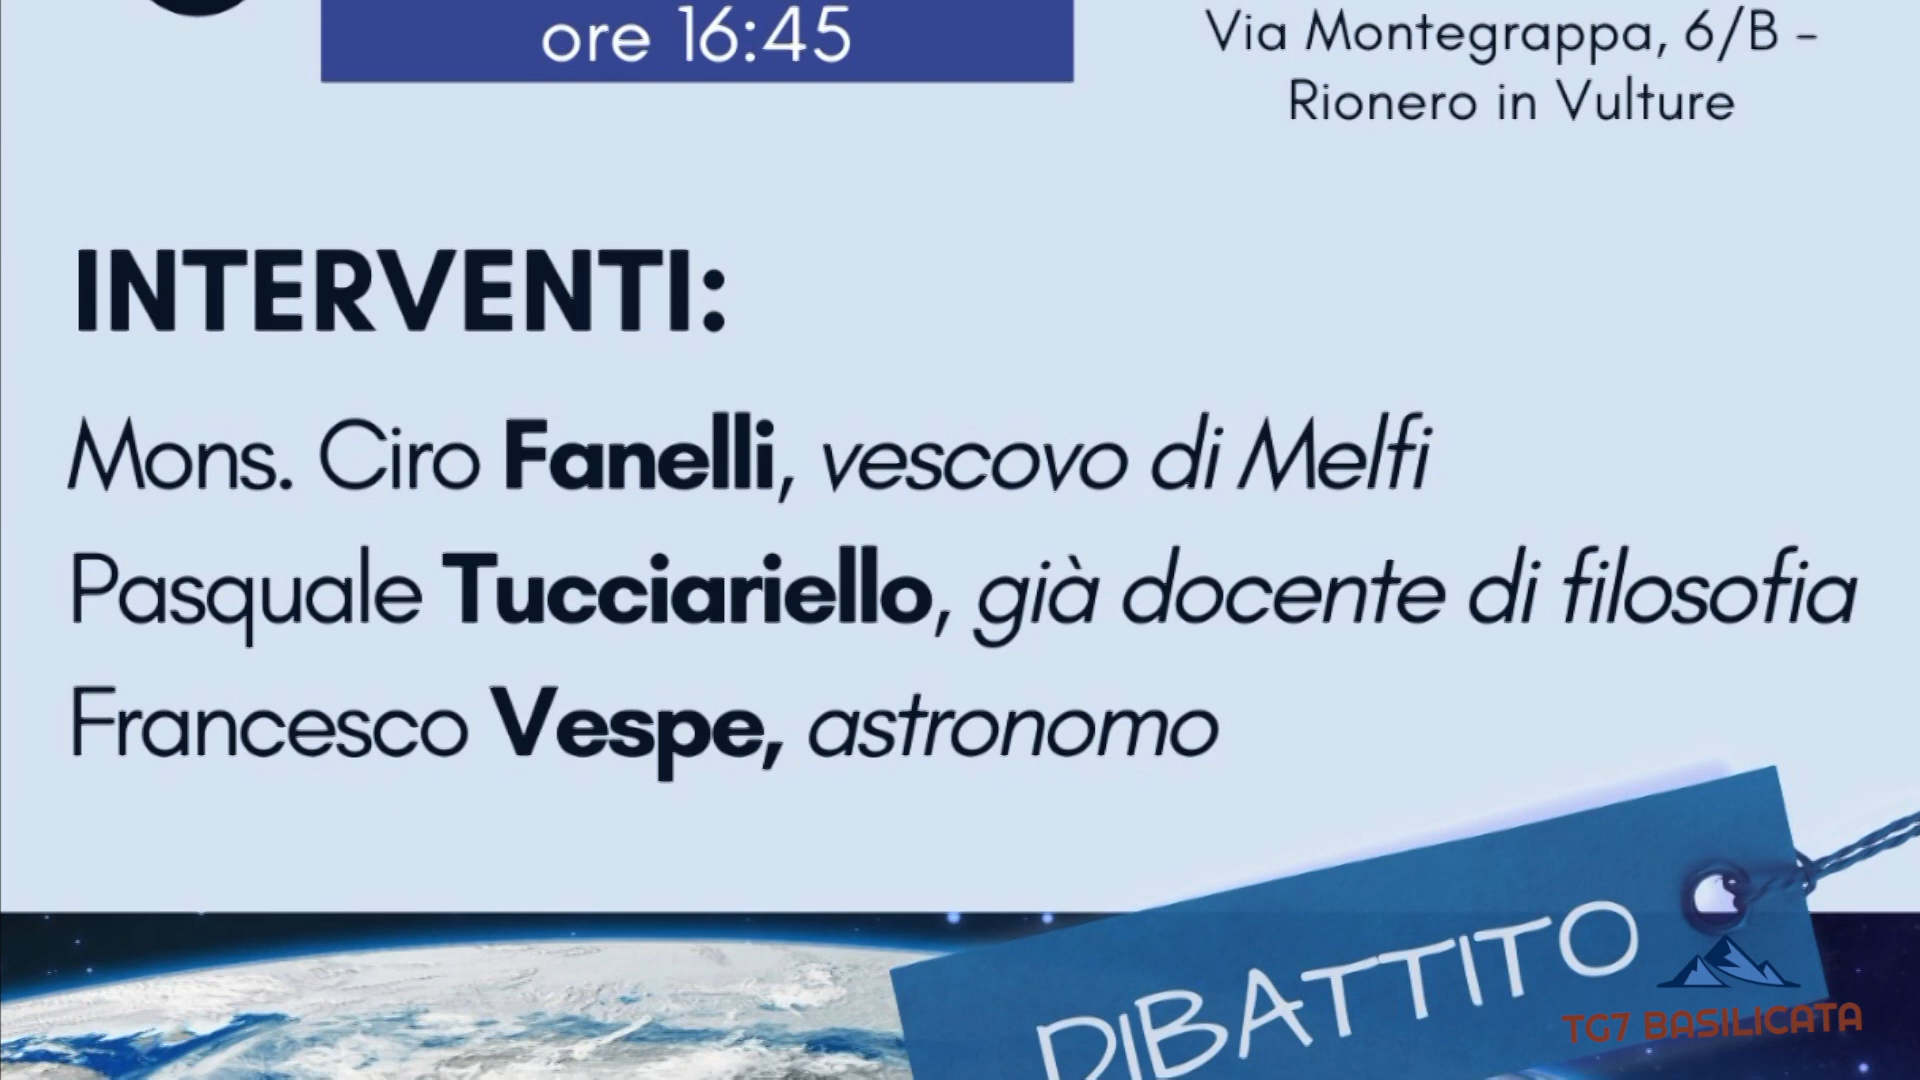 ore 16:45
Via Montegrappa, 6/B -
Rionero in Vulture
INTERVENTI:
Mons. Ciro Fanelli, vescovo di Melfi
Pasquale Tucciariello, già docente di filosofia
Francesco Vespe, astronomo
DIBATTITO
TG7 BASILICATA